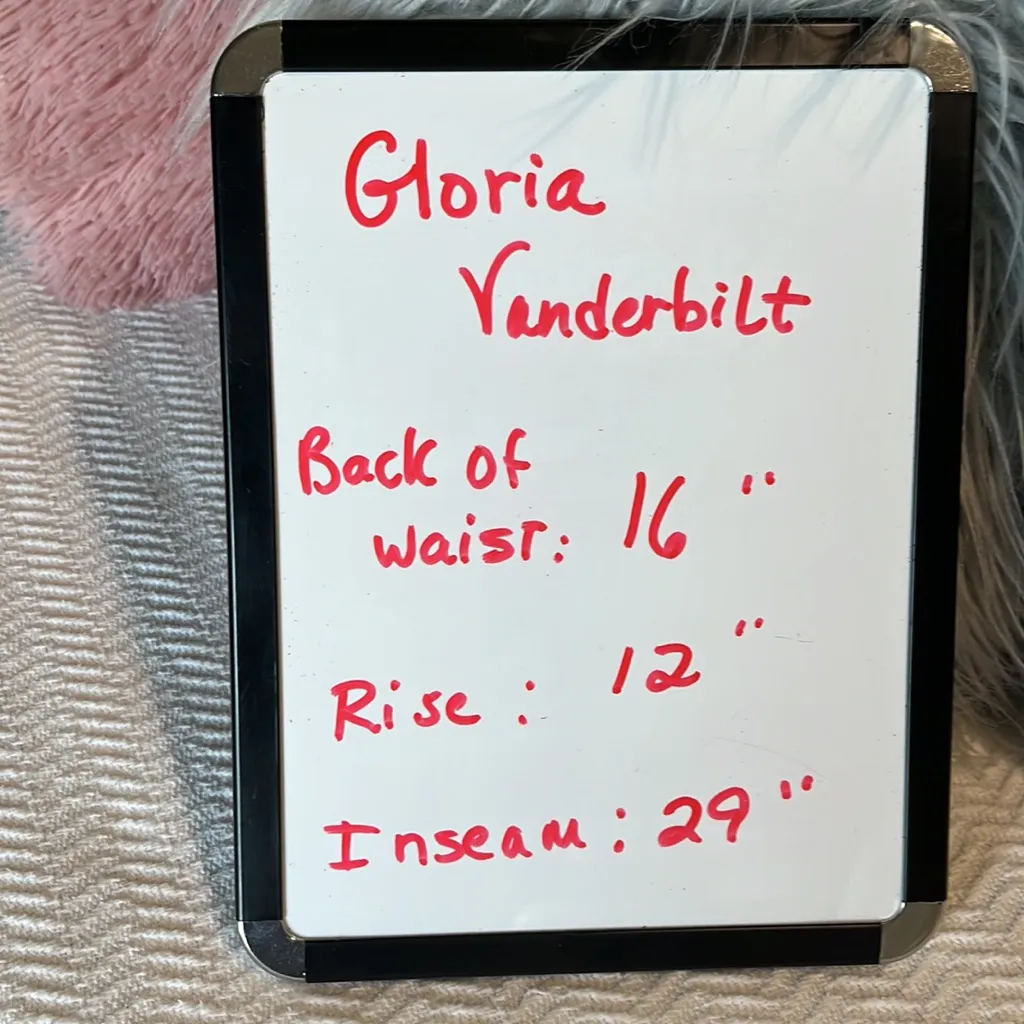 Gloria
Vanderbilt
Back of
waist: 16"
Rise: 12"
Inseam: 29"